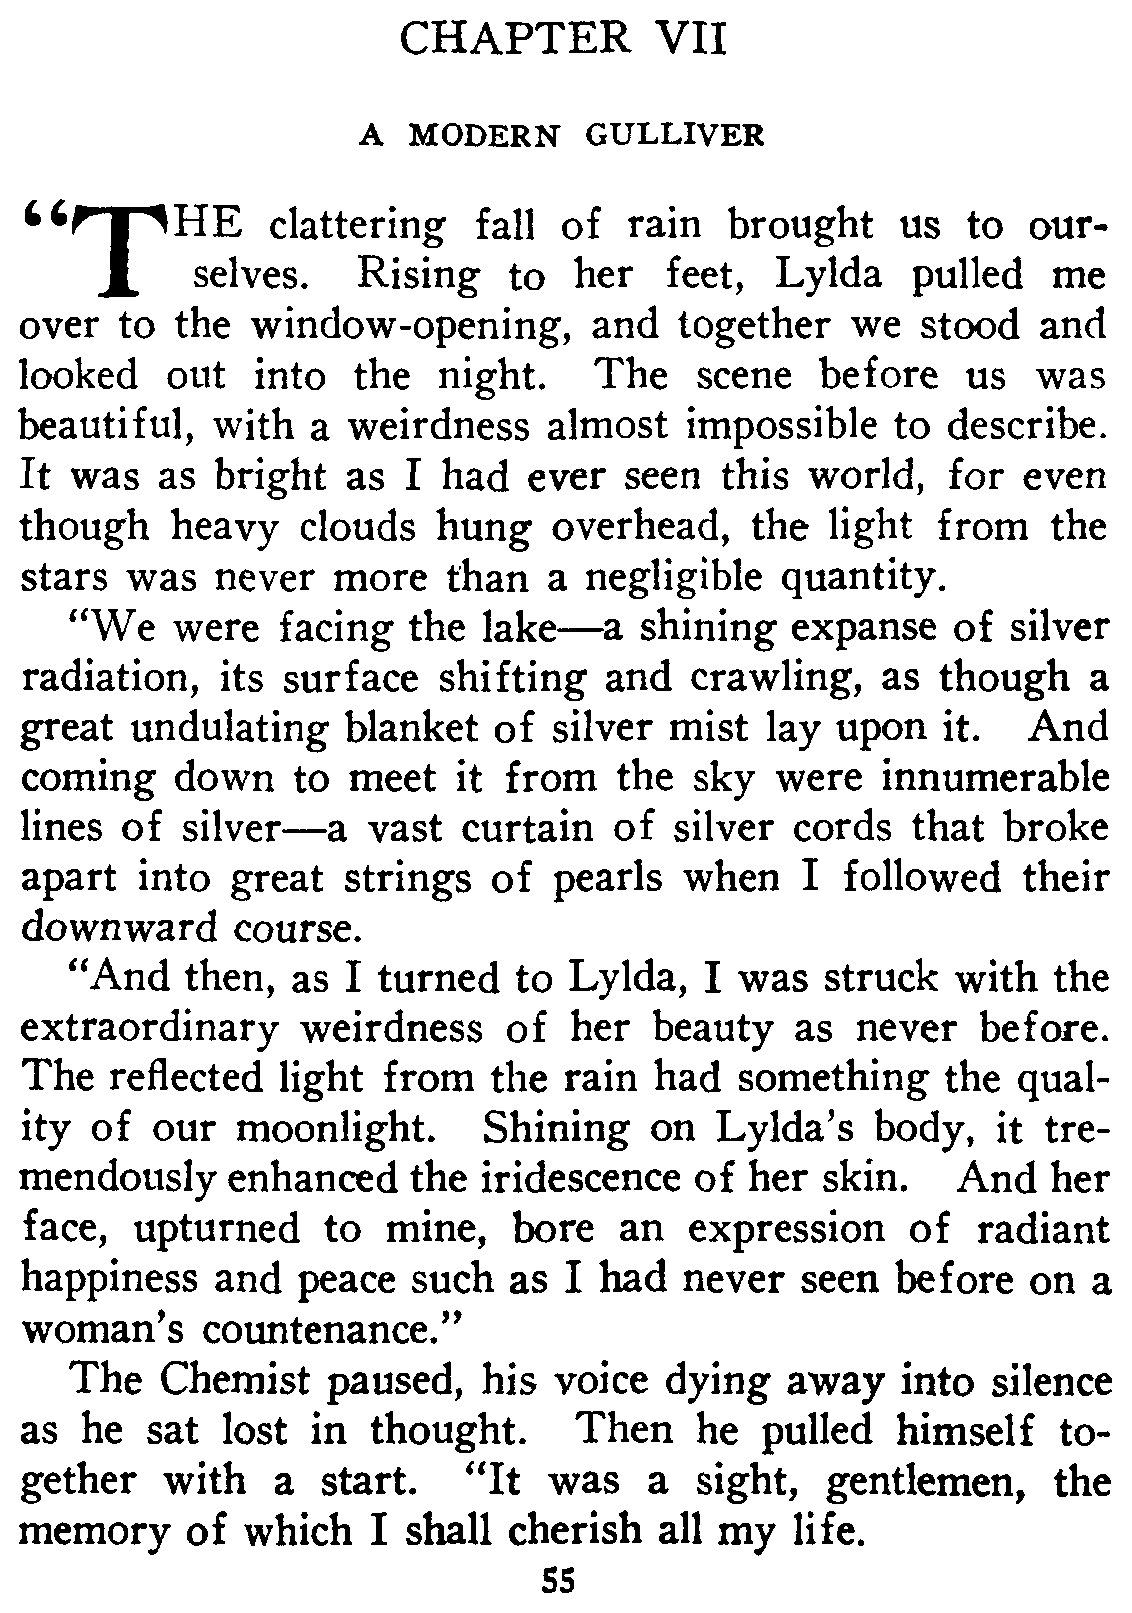 CHAPTER VII
A MODERN GULLIVER
“THE clattering fall of rain brought us to our-
selves. Rising to her feet, Lylda pulled me
over to the window-opening, and together we stood and
looked out into the night. The scene before us was
beautiful, with a weirdness almost impossible to describe.
It was as bright as I had ever seen this world, for even
though heavy clouds hung overhead, the light from the
stars was never more than a negligible quantity.
“We were facing the lake—a shining expanse of silver
radiation, its surface shifting and crawling, as though a
great undulating blanket of silver mist lay upon it. And
coming down to meet it from the sky were innumerable
lines of silver—a vast curtain of silver cords that broke
apart into great strings of pearls when I followed their
downward course.
“And then, as I turned to Lylda, I was struck with the
extraordinary weirdness of her beauty as never before.
The reflected light from the rain had something the qual-
ity of our moonlight. Shining on Lylda’s body, it tre-
mendously enhanced the iridescence of her skin. And her
face, upturned to mine, bore an expression of radiant
happiness and peace such as I had never seen before on a
woman’s countenance.”
The Chemist paused, his voice dying away into silence
as he sat lost in thought. Then he pulled himself to-
gether with a start. “It was a sight, gentlemen, the
memory of which I shall cherish all my life.
55